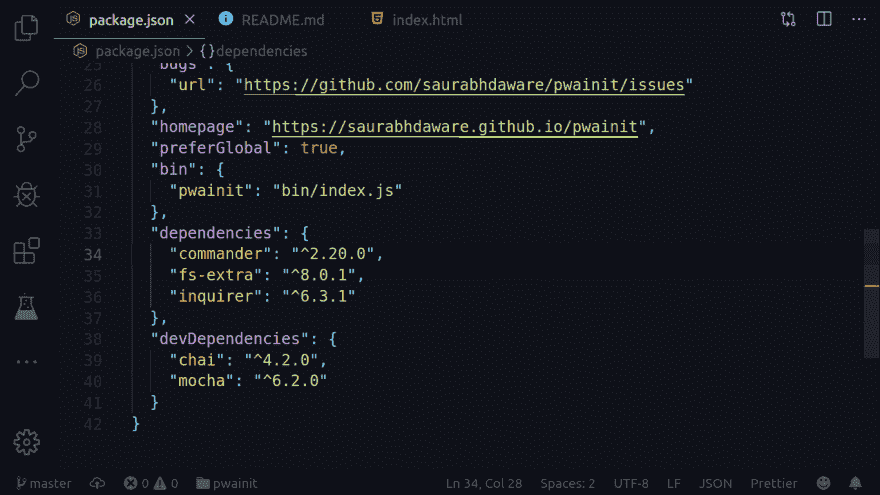 package.json
README.md
index.html
package.json > {} dependencies
25 "bugs": {
26 "url": "https://github.com/saurabhdaware/pwainit/issues"
27 },
28 "homepage": "https://saurabhdaware.github.io/pwainit",
29 "preferGlobal": true,
30 "bin": {
31 "pwainit": "bin/index.js"
32 },
33 "dependencies": {
34 "commander": "^2.20.0",
35 "fs-extra": "^8.0.1",
36 "inquirer": "^6.3.1"
37 },
38 "devDependencies": {
39 "chai": "^4.2.0",
40 "mocha": "^6.2.0"
41 }
42 }
master 0 0 pwainit Ln 34, Col 28 Spaces: 2 UTF-8 LF JSON Prettier